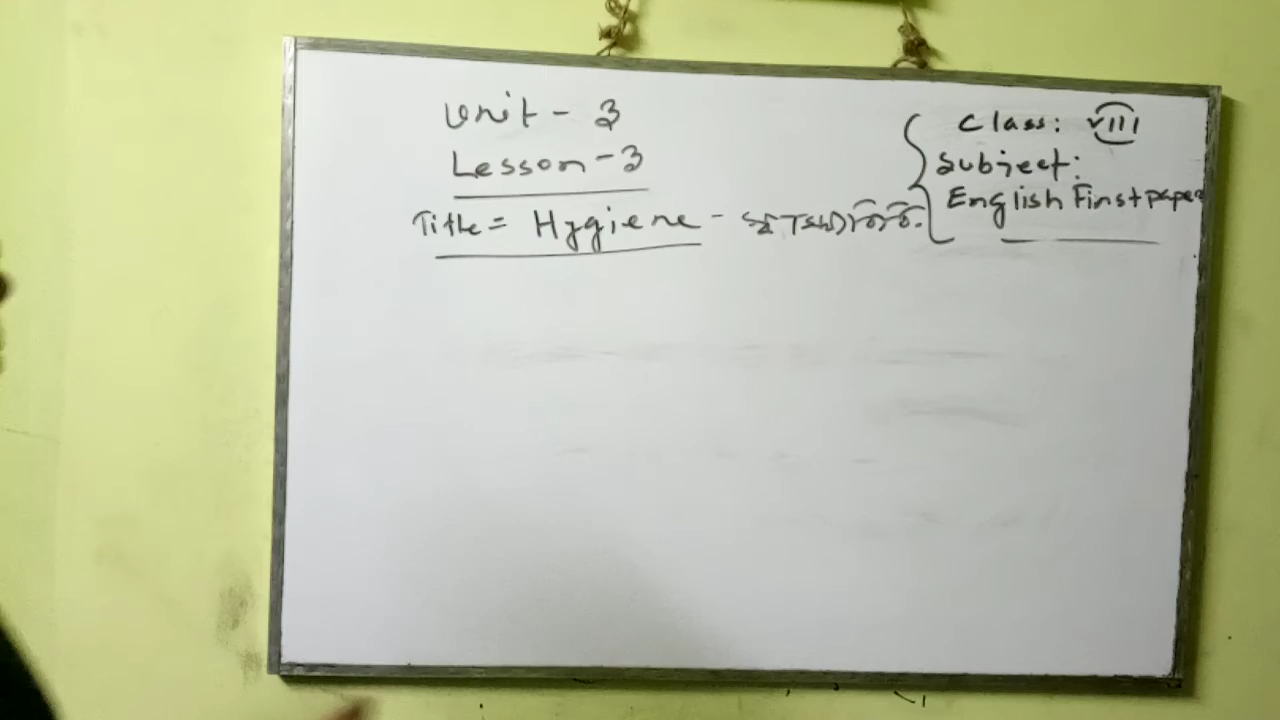 Unit - 3
Lesson - 3
Title = Hygiene -
Class: VIII
Subject:
English First paper